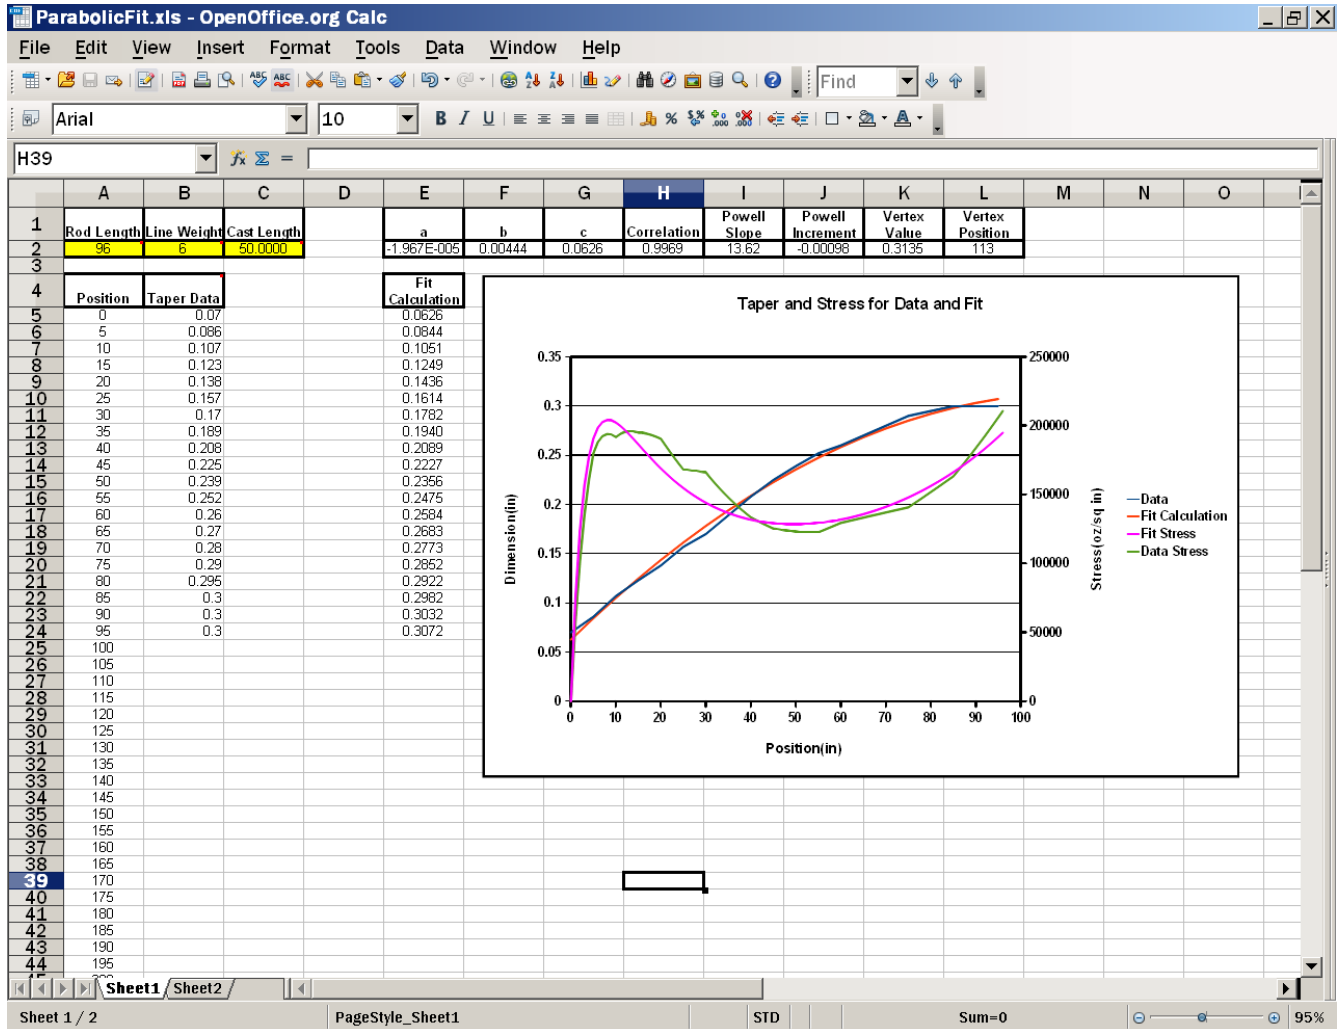 ParabolicFit.xls - OpenOffice.org Calc
File Edit View Insert Format Tools Data Window Help
Find
Arial 10 B I U
H39 =
A B C D E F G H I J K L M N O
1 Rod Length Line Weight Cast Length a b c Correlation Powell Slope Powell Increment Vertex Value Vertex Position
2 96 6 50.0000 -1.967E-005 0.00444 0.0626 0.9969 13.62 -0.00098 0.3135 113
3
4 Position Taper Data Fit Calculation
5 0 0.07 0.0626
6 5 0.086 0.0844
7 10 0.107 0.1051
8 15 0.123 0.1249
9 20 0.138 0.1436
10 25 0.157 0.1614
11 30 0.17 0.1782
12 35 0.189 0.1940
13 40 0.208 0.2089
14 45 0.225 0.2227
15 50 0.239 0.2356
16 55 0.252 0.2475
17 60 0.26 0.2584
18 65 0.27 0.2683
19 70 0.28 0.2773
20 75 0.29 0.2852
21 80 0.295 0.2922
22 85 0.3 0.2982
23 90 0.3 0.3032
24 95 0.3 0.3072
25 100
26 105
27 110
28 115
29 120
30 125
31 130
32 135
33 140
34 145
35 150
36 155
37 160
38 165
39 170
40 175
41 180
42 185
43 190
44 195
Taper and Stress for Data and Fit
0.35
0.3
0.25
0.2
0.15
0.1
0.05
0
Dimension(in)
250000
200000
150000
100000
50000
0
Stress(oz/sq in)
0 10 20 30 40 50 60 70 80 90 100
Position(in)
Data
Fit Calculation
Fit Stress
Data Stress
Sheet1 Sheet2
Sheet 1 / 2 PageStyle_Sheet1 STD Sum=0 95%